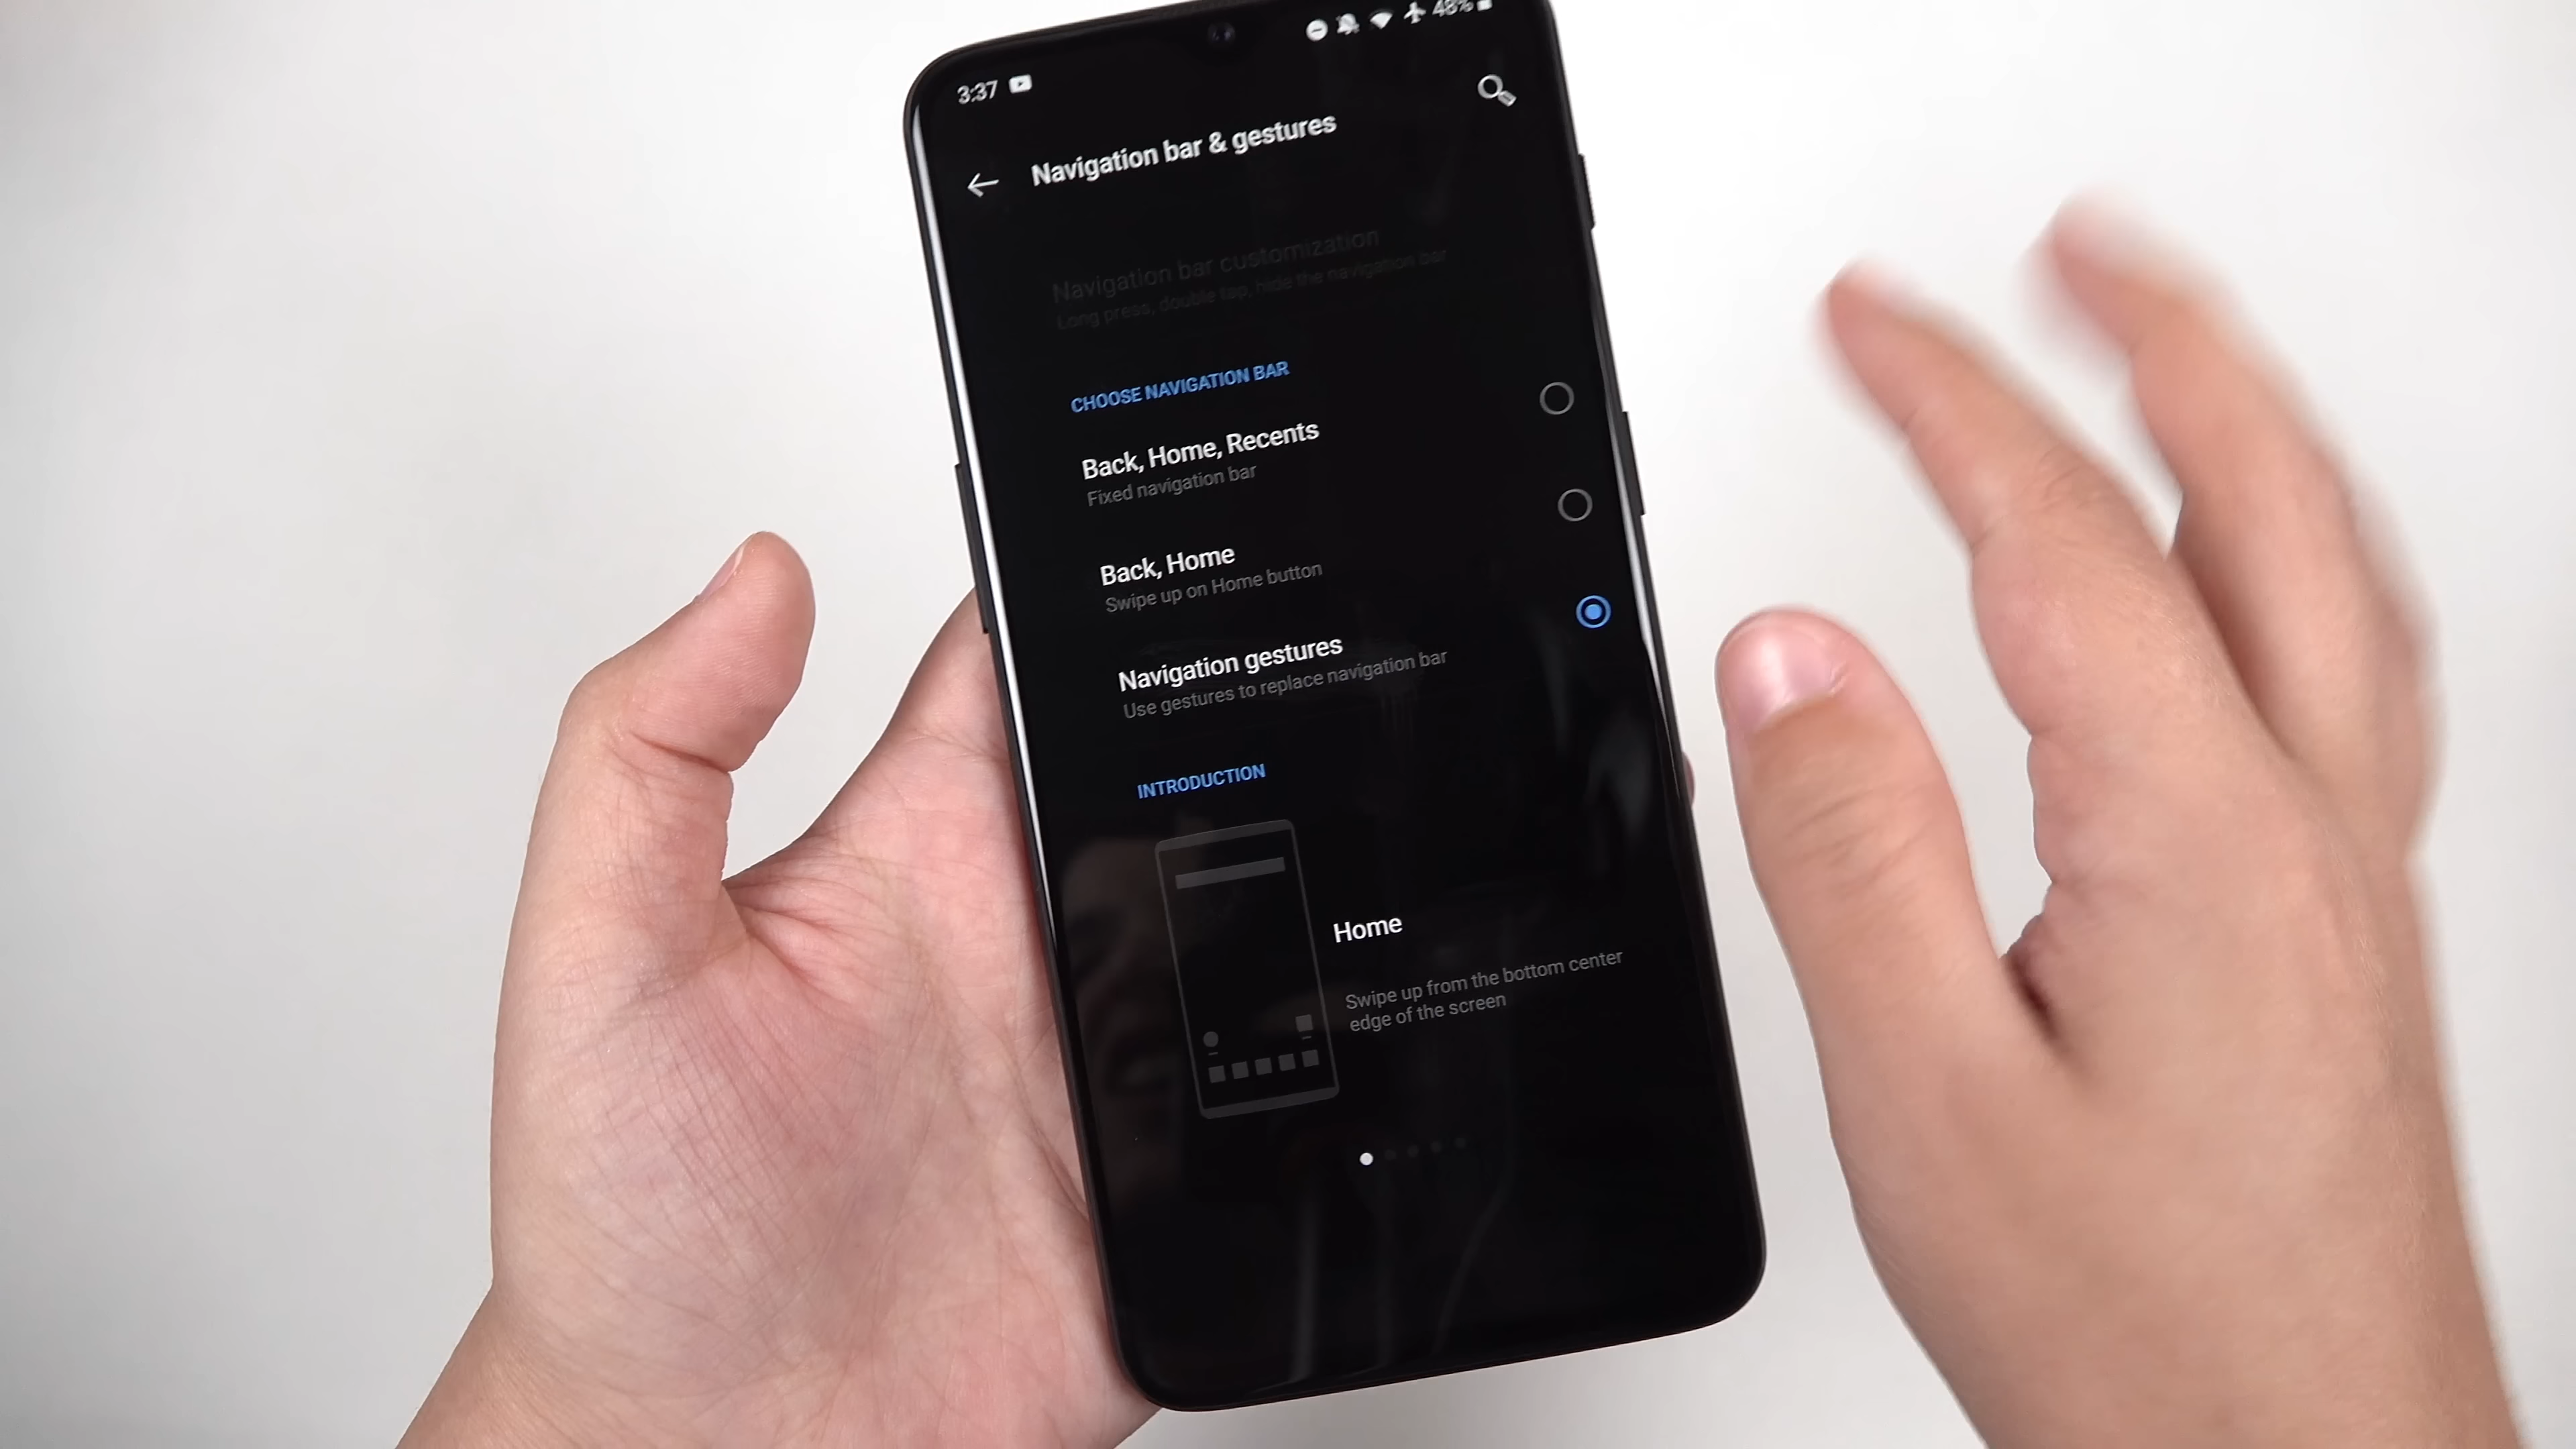 3:37
48%
Navigation bar & gestures
Navigation bar customization
Long press, double tap, hide the navigation bar
CHOOSE NAVIGATION BAR
Back, Home, Recents
Fixed navigation bar
Back, Home
Swipe up on Home button
Navigation gestures
Use gestures to replace navigation bar
INTRODUCTION
Home
Swipe up from the bottom center
edge of the screen